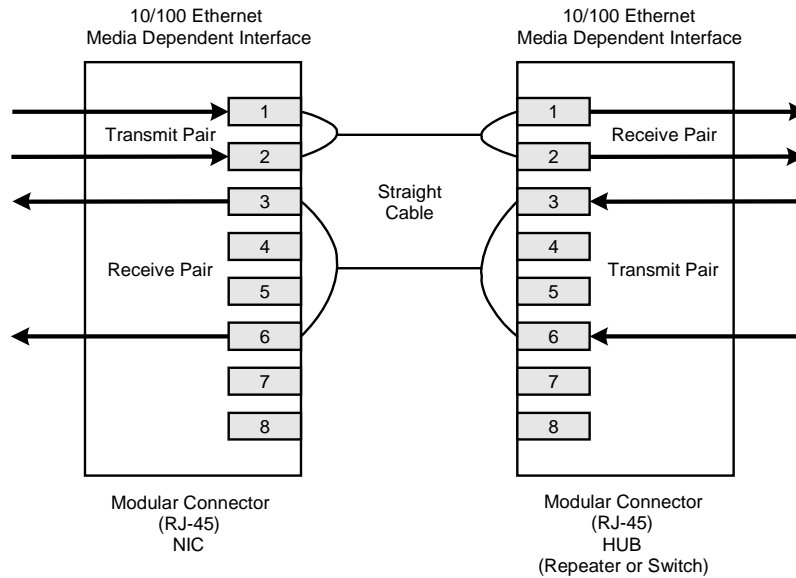 10/100 Ethernet
Media Dependent Interface
10/100 Ethernet
Media Dependent Interface
1
Transmit Pair
2
3
4
Receive Pair
5
6
7
8
Straight
Cable
1
Receive Pair
2
3
4
Transmit Pair
5
6
7
8
Modular Connector
(RJ-45)
NIC
Modular Connector
(RJ-45)
HUB
(Repeater or Switch)